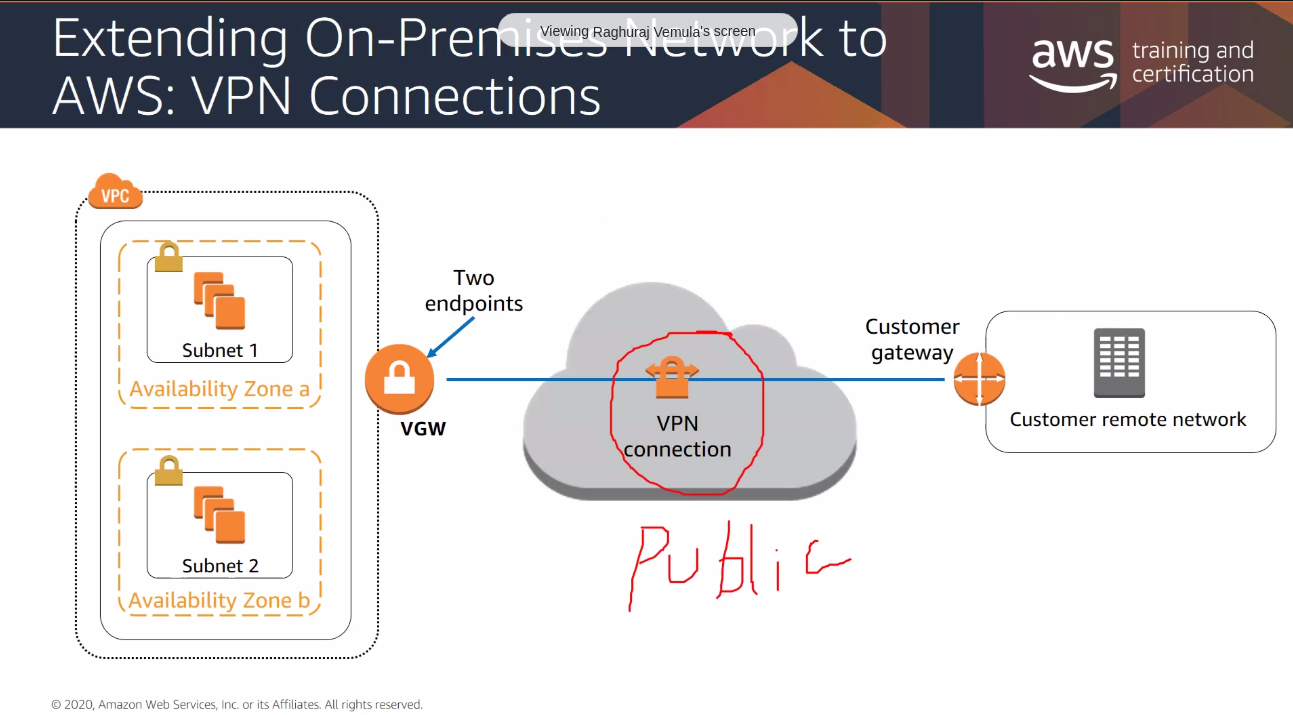 Extending On-Premises Network to
AWS: VPN Connections
Viewing Raghuraj Vemula's screen
aws training and
certification
VPC
Subnet 1
Availability Zone a
Subnet 2
Availability Zone b
Two
endpoints
VGW
VPN
connection
Public
Customer
gateway
Customer remote network
© 2020, Amazon Web Services, Inc. or its Affiliates. All rights reserved.